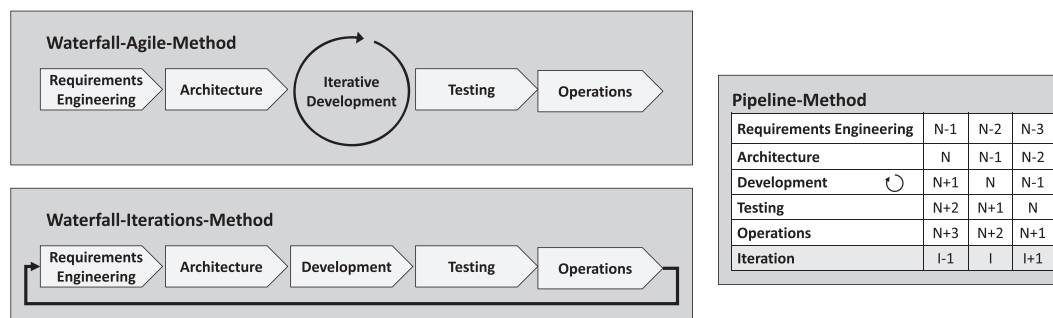 Waterfall-Agile-Method
Requirements
Engineering
Architecture
Iterative
Development
Testing
Operations
Waterfall-Iterations-Method
Requirements
Engineering
Architecture
Development
Testing
Operations
Pipeline-Method
Requirements Engineering N-1 N-2 N-3
Architecture N N-1 N-2
Development N+1 N N-1
Testing N+2 N+1 N
Operations N+3 N+2 N+1
Iteration I-1 I I+1